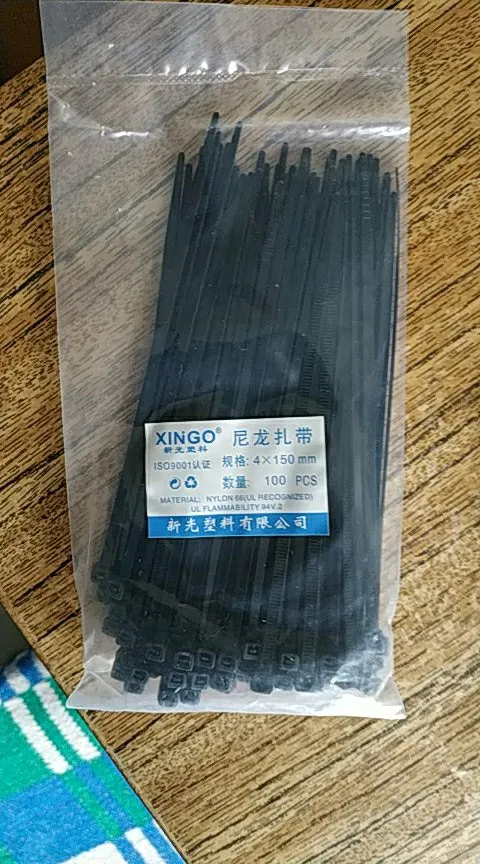 XINGO® 尼龙扎带
新光塑料
ISO9001认证 规格: 4×150mm
数量: 100 PCS
MATERIAL: NYLON 66(UL RECOGNIZED)
UL FLAMMABILITY 94V.2
新光塑料有限公司